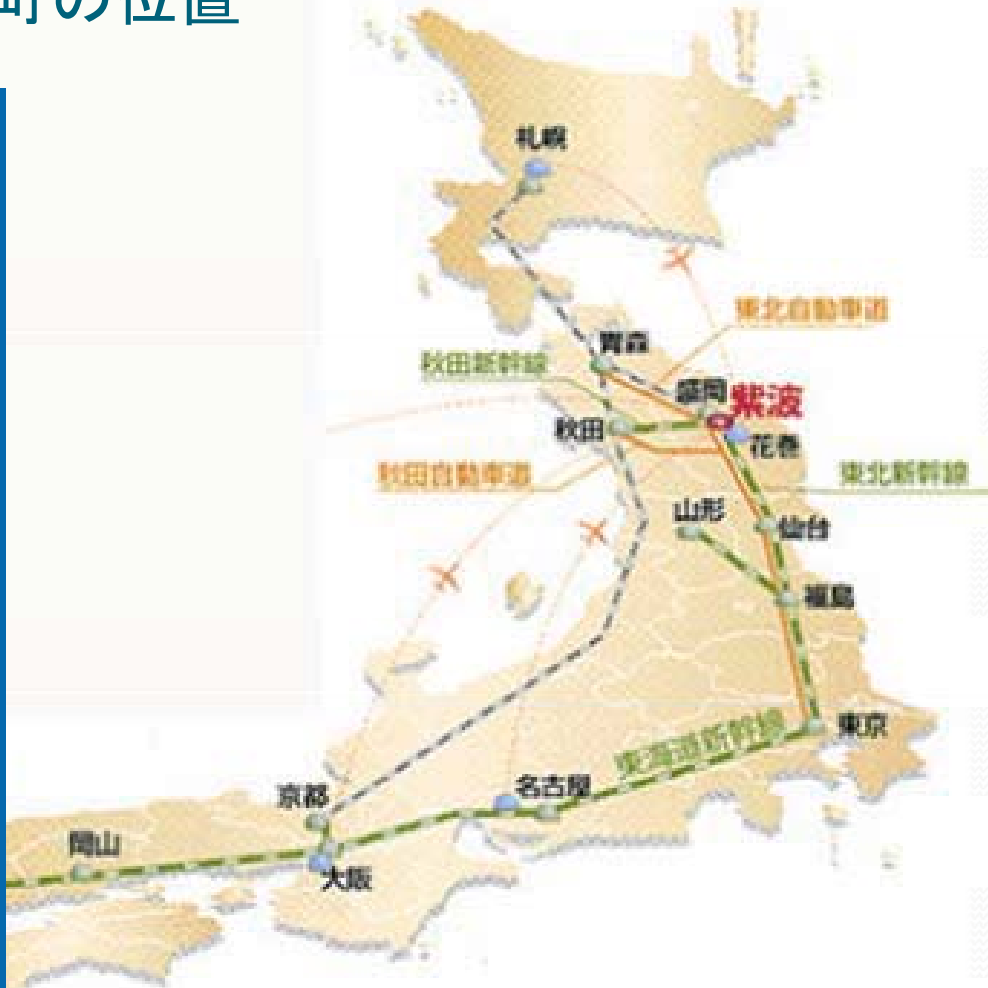 町の位置
札幌
東北自動車道
青森
秋田新幹線
盛岡
紫波
秋田
花巻
秋田自動車道
東北新幹線
山形
仙台
福島
東京
東海道新幹線
名古屋
京都
岡山
大阪